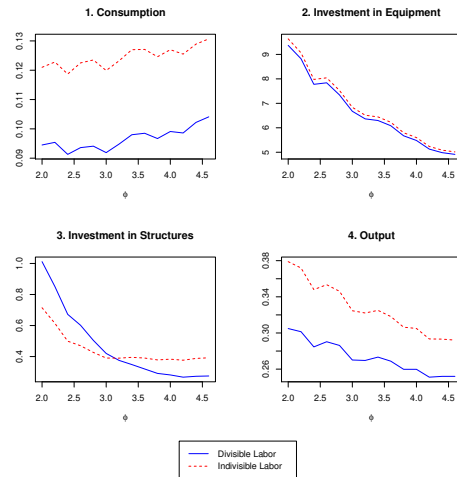 1. Consumption
0.13
0.12
0.11
0.10
0.09
2.0 2.5 3.0 3.5 4.0 4.5
ϕ
2. Investment in Equipment
9
8
7
6
5
2.0 2.5 3.0 3.5 4.0 4.5
ϕ
3. Investment in Structures
1.0
0.8
0.6
0.4
2.0 2.5 3.0 3.5 4.0 4.5
ϕ
4. Output
0.38
0.34
0.30
0.26
2.0 2.5 3.0 3.5 4.0 4.5
ϕ
Divisible Labor
Indivisible Labor